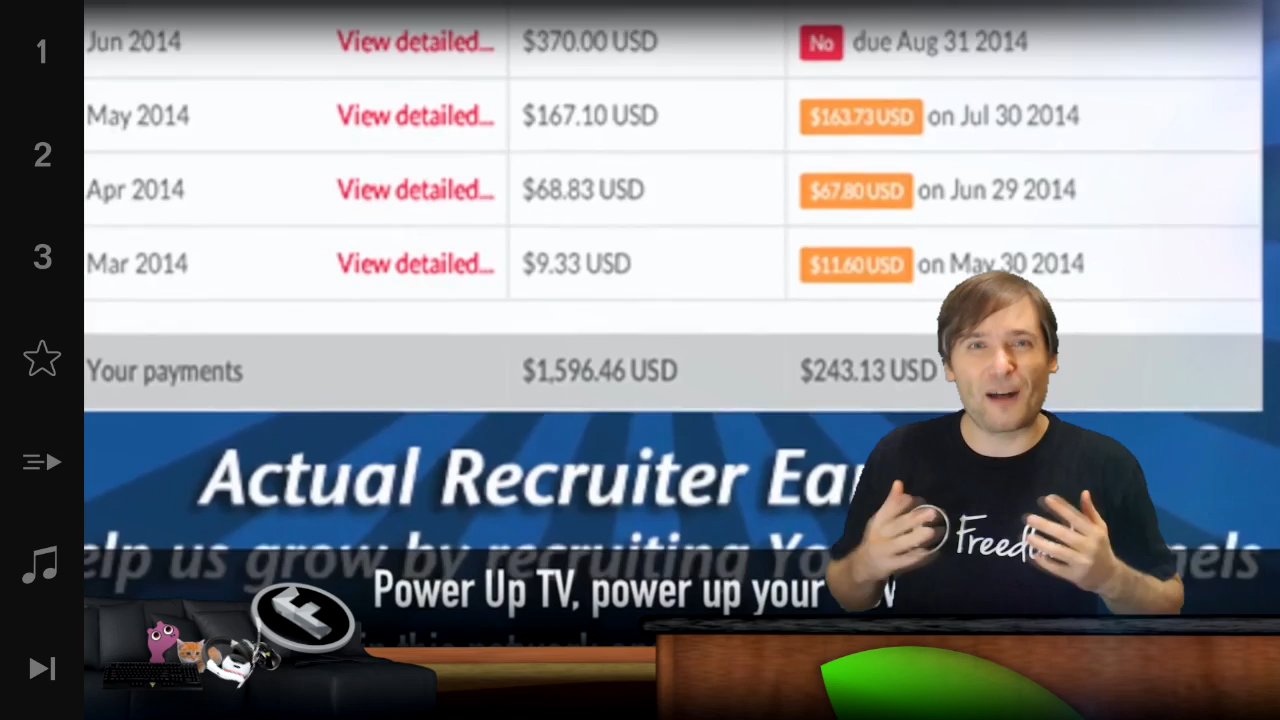 1
Jun 2014 View detailed... $370.00 USD No due Aug 31 2014
May 2014 View detailed... $167.10 USD $163.73 USD on Jul 30 2014
2
Apr 2014 View detailed... $68.83 USD $67.80 USD on Jun 29 2014
3
Mar 2014 View detailed... $9.33 USD $11.60 USD on May 30 2014
Your payments $1,596.46 USD $243.13 USD
Actual Recruiter Ea
elp us grow by recruiting Yo nels
Freed
Power Up TV, power up your
F